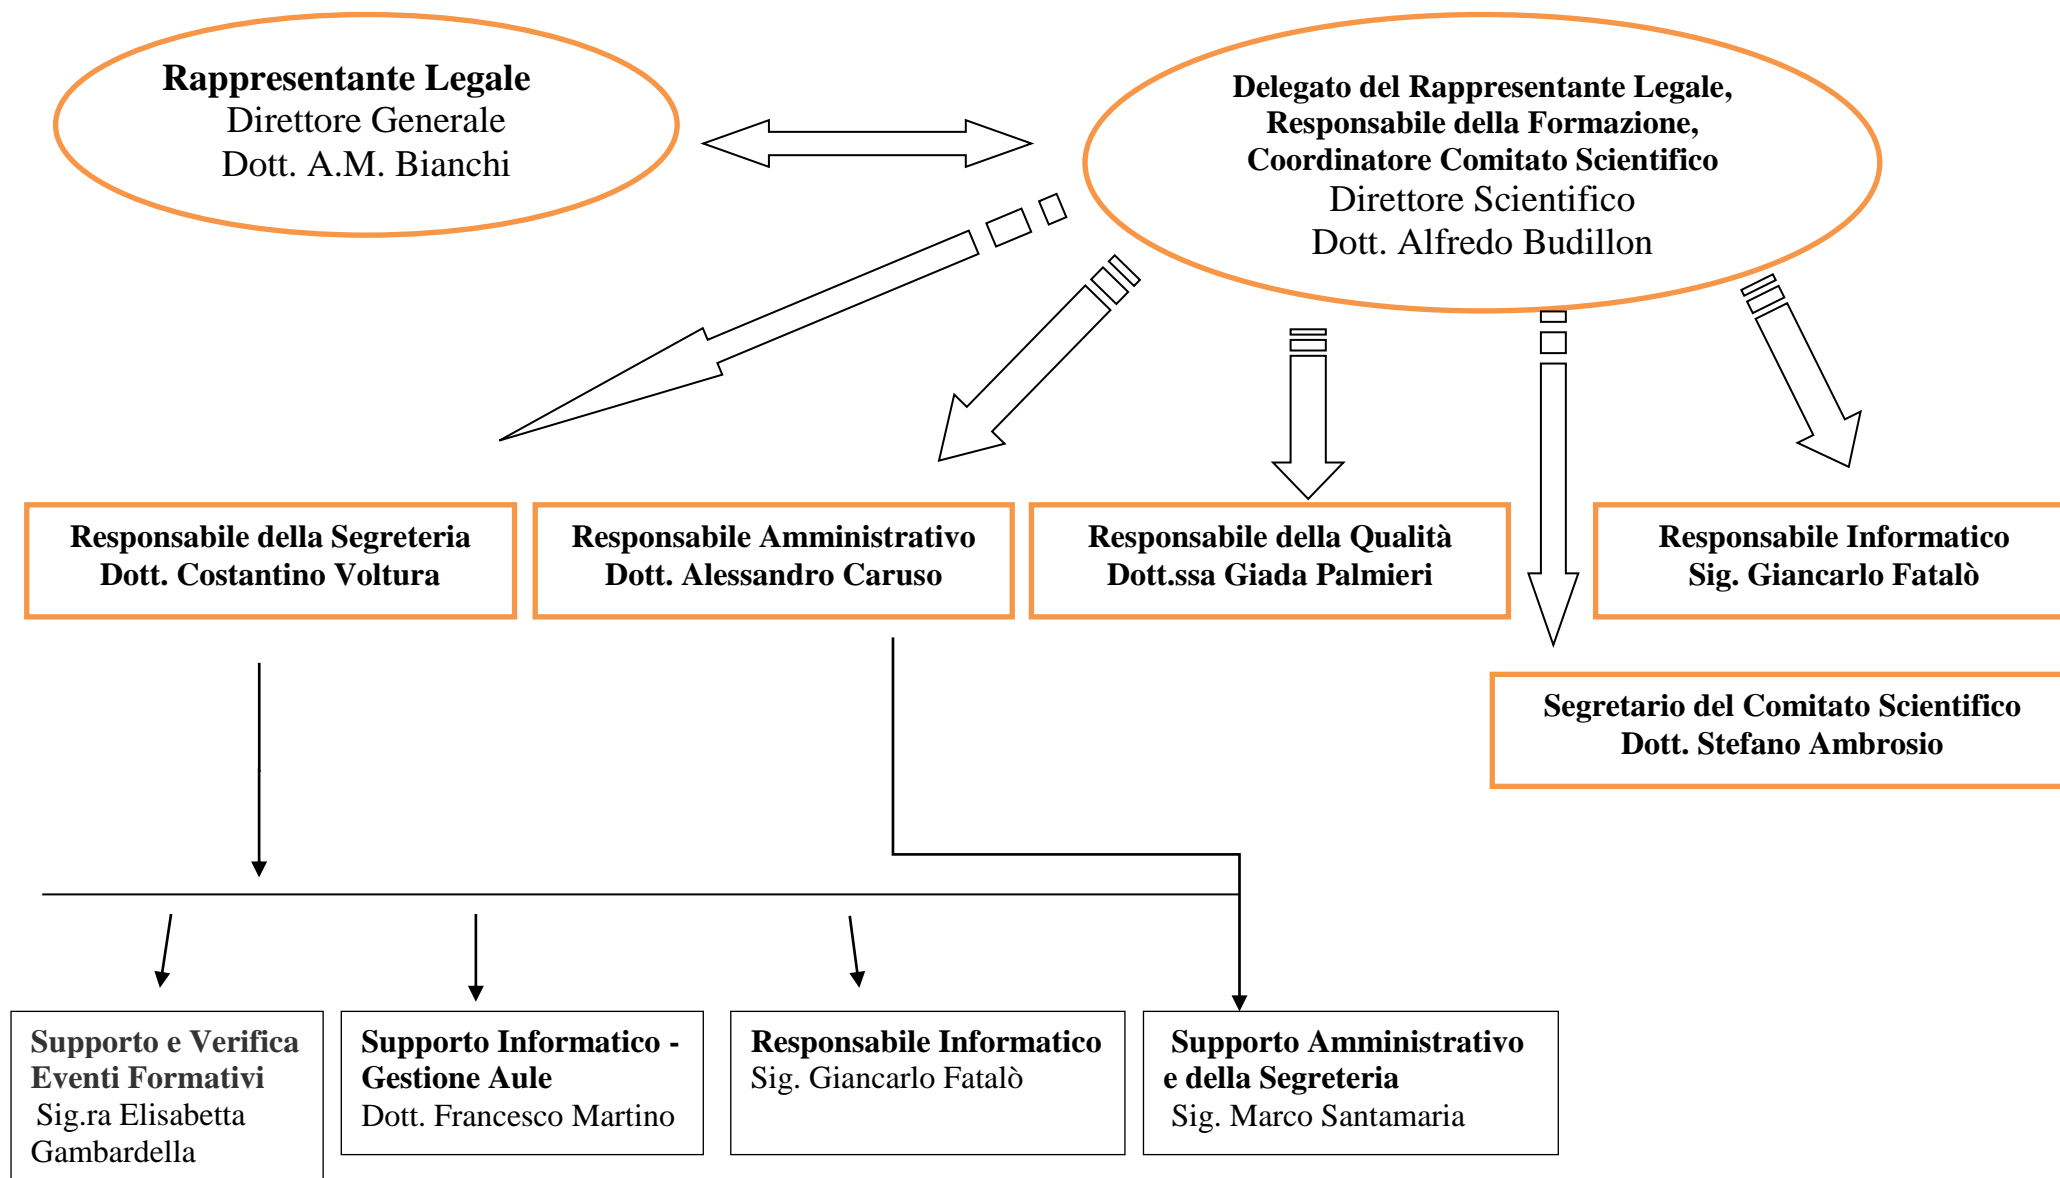 Rappresentante Legale
Direttore Generale
Dott. A.M. Bianchi
Delegato del Rappresentante Legale,
Responsabile della Formazione,
Coordinatore Comitato Scientifico
Direttore Scientifico
Dott. Alfredo Budillon
Responsabile della Segreteria
Dott. Costantino Voltura
Responsabile Amministrativo
Dott. Alessandro Caruso
Responsabile della Qualità
Dott.ssa Giada Palmieri
Responsabile Informatico
Sig. Giancarlo Fatalò
Segretario del Comitato Scientifico
Dott. Stefano Ambrosio
Supporto e Verifica
Eventi Formativi
Sig.ra Elisabetta
Gambardella
Supporto Informatico -
Gestione Aule
Dott. Francesco Martino
Responsabile Informatico
Sig. Giancarlo Fatalò
Supporto Amministrativo
e della Segreteria
Sig. Marco Santamaria